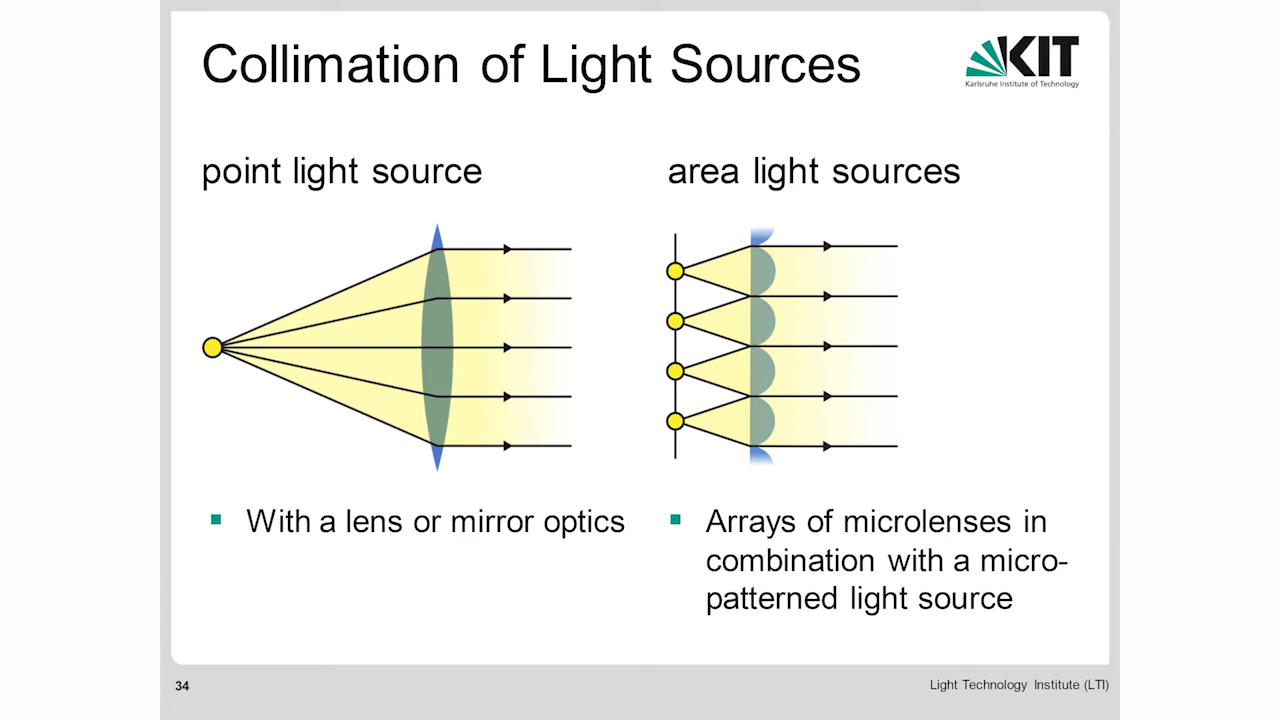 Collimation of Light Sources
KIT
Karlsruhe Institute of Technology
point light source
area light sources
With a lens or mirror optics
Arrays of microlenses in
combination with a micro-
patterned light source
34
Light Technology Institute (LTI)